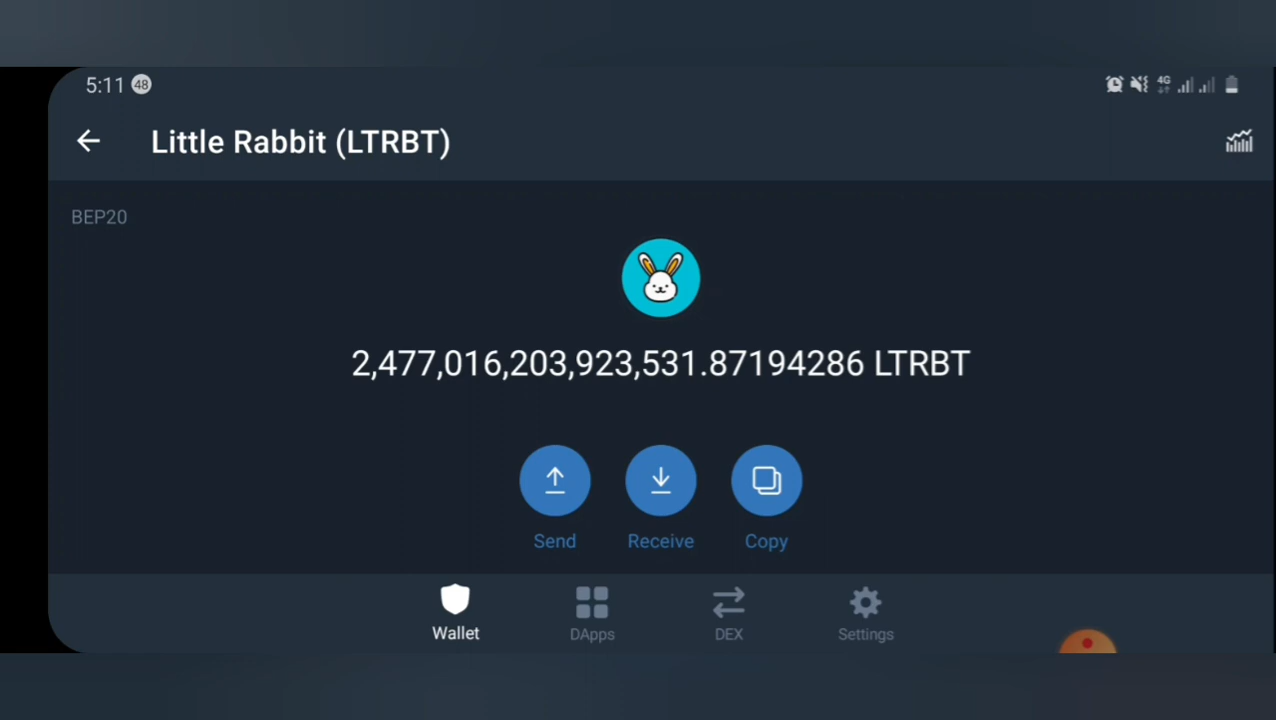 5:11 48
4G
Little Rabbit (LTRBT)
BEP20
2,477,016,203,923,531.87194286 LTRBT
Send Receive Copy
Wallet DApps DEX Settings